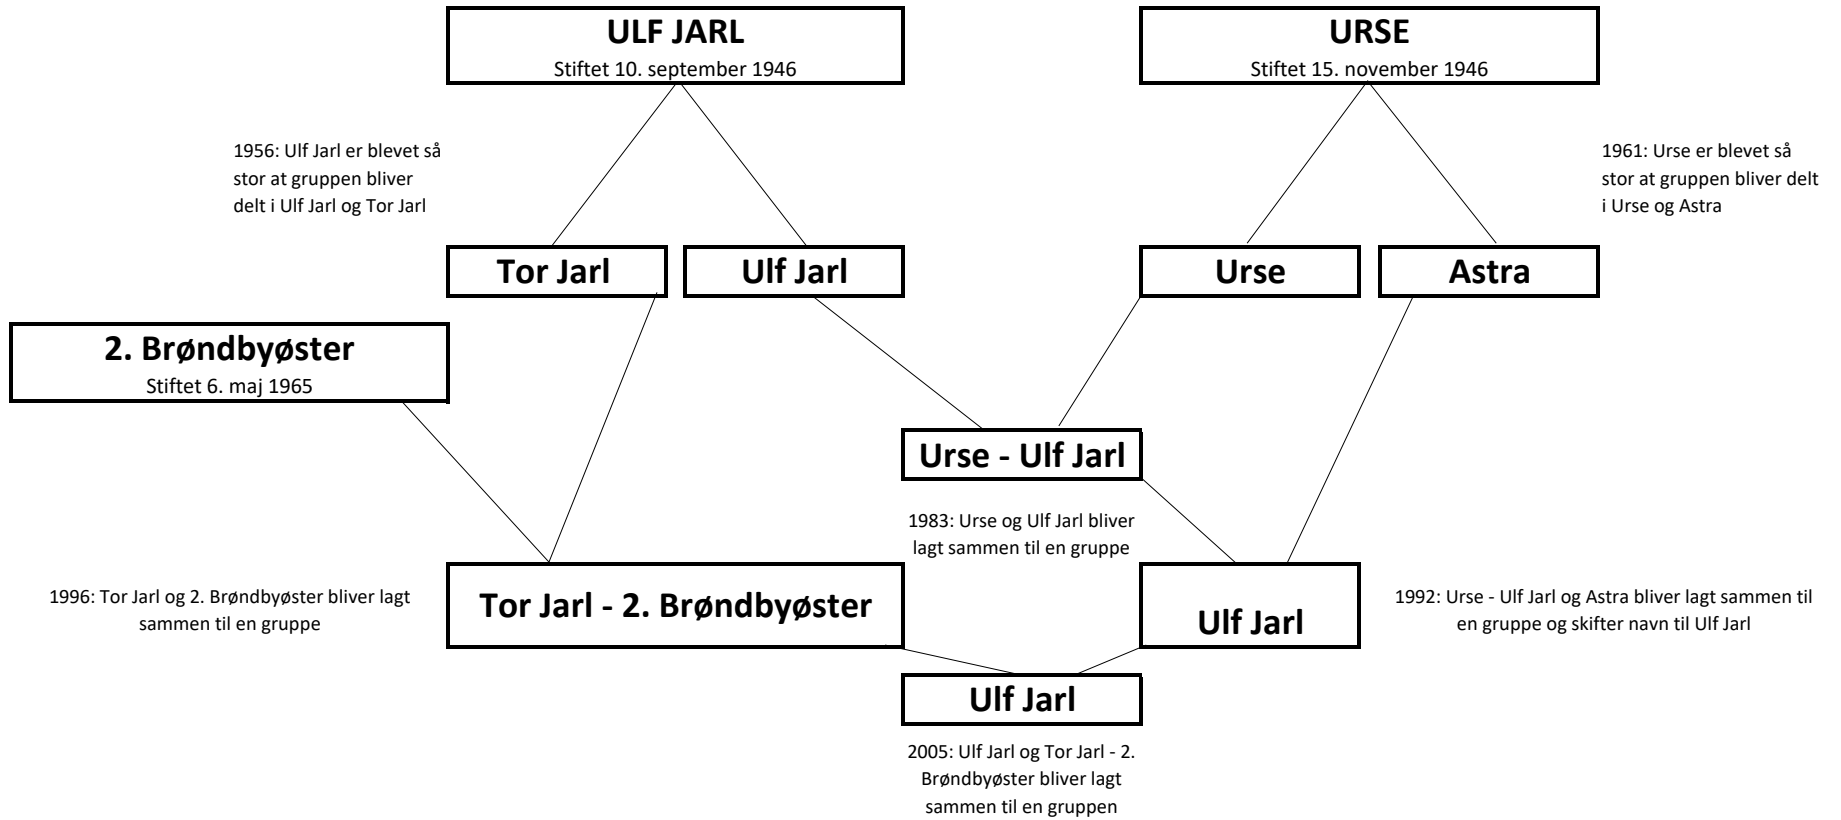 ULF JARL
Stiftet 10. september 1946
URSE
Stiftet 15. november 1946
1956: Ulf Jarl er blevet så
stor at gruppen bliver
delt i Ulf Jarl og Tor Jarl
1961: Urse er blevet så
stor at gruppen bliver delt
i Urse og Astra
Tor Jarl
Ulf Jarl
Urse
Astra
2. Brøndbyøster
Stiftet 6. maj 1965
Urse - Ulf Jarl
1983: Urse og Ulf Jarl bliver
lagt sammen til en gruppe
1996: Tor Jarl og 2. Brøndbyøster bliver lagt
sammen til en gruppe
Tor Jarl - 2. Brøndbyøster
Ulf Jarl
1992: Urse - Ulf Jarl og Astra bliver lagt sammen til
en gruppe og skifter navn til Ulf Jarl
Ulf Jarl
2005: Ulf Jarl og Tor Jarl - 2.
Brøndbyøster bliver lagt
sammen til en gruppen